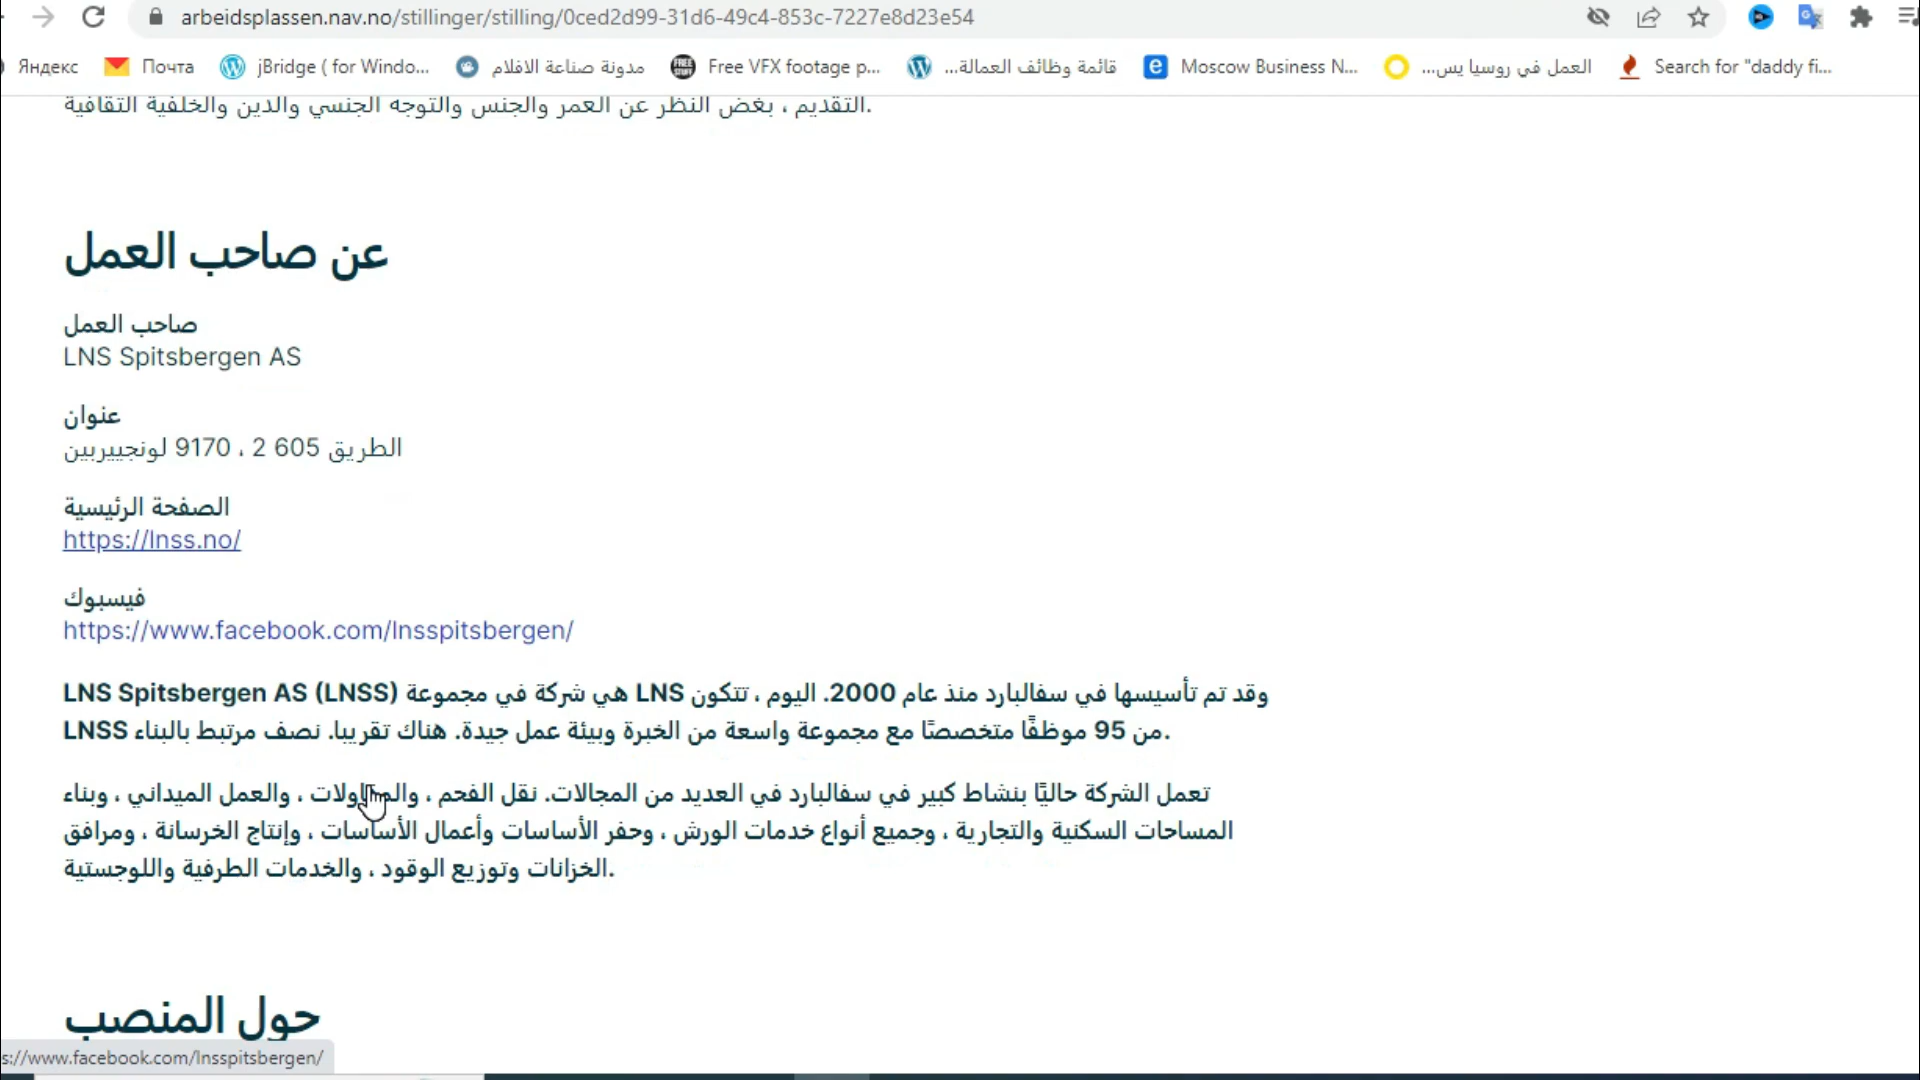 arbeidsplassen.nav.no/stillinger/stilling/0ced2d99-31d6-49c4-853c-7227e8d23e54
Яндекс Почта jBridge ( for Windo... مدونة صناعة الافلام Free VFX footage p... قائمة وظائف العمالة... Moscow Business N... العمل في روسيا يس... Search for "daddy fi...
التقديم ، بغض النظر عن العمر والجنس والتوجه الجنسي والدين والخلفية الثقافية.
عن صاحب العمل
صاحب العمل
LNS Spitsbergen AS
عنوان
الطريق 605 2 ، 9170 لونجييربين
الصفحة الرئيسية
https://lnss.no/
فيسبوك
https://www.facebook.com/lnsspitsbergen/
LNS Spitsbergen AS (LNSS) هي شركة في مجموعة LNS وقد تم تأسيسها في سفالبارد منذ عام 2000. اليوم ، تتكون
LNSS من 95 موظفًا متخصصًا مع مجموعة واسعة من الخبرة وبيئة عمل جيدة. هناك تقريبا. نصف مرتبط بالبناء.
تعمل الشركة حاليًا بنشاط كبير في سفالبارد في العديد من المجالات. نقل الفحم ، والمقاولات ، والعمل الميداني ، وبناء
المساحات السكنية والتجارية ، وجميع أنواع خدمات الورش ، وحفر الأساسات وأعمال الأساسات ، وإنتاج الخرسانة ، ومرافق
الخزانات وتوزيع الوقود ، والخدمات الطرفية واللوجستية.
حول المنصب
s://www.facebook.com/lnsspitsbergen/